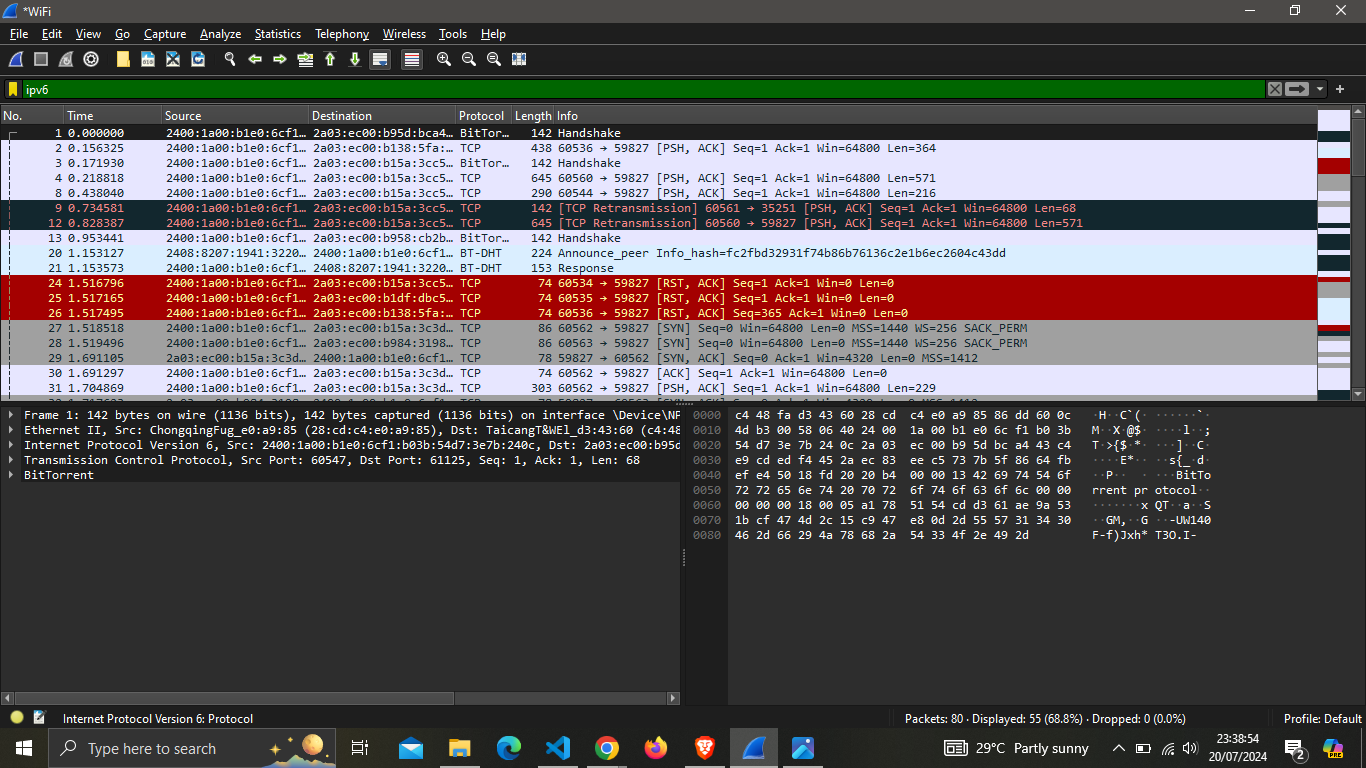 *WiFi
File Edit View Go Capture Analyze Statistics Telephony Wireless Tools Help
ipv6
No. Time Source Destination Protocol Length Info
1 0.000000 2400:1a00:b1e0:6cf1… 2a03:ec00:b95d:bca4… BitTor… 142 Handshake
2 0.156325 2400:1a00:b1e0:6cf1… 2a03:ec00:b138:5fa:… TCP 438 60536 → 59827 [PSH, ACK] Seq=1 Ack=1 Win=64800 Len=364
3 0.171930 2400:1a00:b1e0:6cf1… 2a03:ec00:b15a:3cc5… BitTor… 142 Handshake
4 0.218818 2400:1a00:b1e0:6cf1… 2a03:ec00:b15a:3cc5… TCP 645 60560 → 59827 [PSH, ACK] Seq=1 Ack=1 Win=64800 Len=571
8 0.438040 2400:1a00:b1e0:6cf1… 2a03:ec00:b15a:3cc5… TCP 290 60544 → 59827 [PSH, ACK] Seq=1 Ack=1 Win=64800 Len=216
9 0.734581 2400:1a00:b1e0:6cf1… 2a03:ec00:b15a:3cc5… TCP 142 [TCP Retransmission] 60561 → 35251 [PSH, ACK] Seq=1 Ack=1 Win=64800 Len=68
12 0.828387 2400:1a00:b1e0:6cf1… 2a03:ec00:b15a:3cc5… TCP 645 [TCP Retransmission] 60560 → 59827 [PSH, ACK] Seq=1 Ack=1 Win=64800 Len=571
13 0.953441 2400:1a00:b1e0:6cf1… 2a03:ec00:b958:cb2b… BitTor… 142 Handshake
20 1.153127 2408:8207:1941:3220… 2400:1a00:b1e0:6cf1… BT-DHT 224 Announce_peer Info_hash=fc2fbd32931f74b86b76136c2e1b6ec2604c43dd
21 1.153573 2400:1a00:b1e0:6cf1… 2408:8207:1941:3220… BT-DHT 153 Response
24 1.516796 2400:1a00:b1e0:6cf1… 2a03:ec00:b15a:3cc5… TCP 74 60534 → 59827 [RST, ACK] Seq=1 Ack=1 Win=0 Len=0
25 1.517165 2400:1a00:b1e0:6cf1… 2a03:ec00:b1df:dbc5… TCP 74 60535 → 59827 [RST, ACK] Seq=1 Ack=1 Win=0 Len=0
26 1.517495 2400:1a00:b1e0:6cf1… 2a03:ec00:b138:5fa:… TCP 74 60536 → 59827 [RST, ACK] Seq=365 Ack=1 Win=0 Len=0
27 1.518518 2400:1a00:b1e0:6cf1… 2a03:ec00:b15a:3c3d… TCP 86 60562 → 59827 [SYN] Seq=0 Win=64800 Len=0 MSS=1440 WS=256 SACK_PERM
28 1.519496 2400:1a00:b1e0:6cf1… 2a03:ec00:b984:3198… TCP 86 60563 → 59827 [SYN] Seq=0 Win=64800 Len=0 MSS=1440 WS=256 SACK_PERM
29 1.691105 2a03:ec00:b15a:3c3d… 2400:1a00:b1e0:6cf1… TCP 78 59827 → 60562 [SYN, ACK] Seq=0 Ack=1 Win=4320 Len=0 MSS=1412
30 1.691297 2400:1a00:b1e0:6cf1… 2a03:ec00:b15a:3c3d… TCP 74 60562 → 59827 [ACK] Seq=1 Ack=1 Win=64800 Len=0
31 1.704869 2400:1a00:b1e0:6cf1… 2a03:ec00:b15a:3c3d… TCP 303 60562 → 59827 [PSH, ACK] Seq=1 Ack=1 Win=64800 Len=229
Frame 1: 142 bytes on wire (1136 bits), 142 bytes captured (1136 bits) on interface \Device\NP
Ethernet II, Src: ChongqingFug_e0:a9:85 (28:cd:c4:e0:a9:85), Dst: TaicangT&WEl_d3:43:60 (c4:48
Internet Protocol Version 6, Src: 2400:1a00:b1e0:6cf1:b03b:54d7:3e7b:240c, Dst: 2a03:ec00:b95d
Transmission Control Protocol, Src Port: 60547, Dst Port: 61125, Seq: 1, Ack: 1, Len: 68
BitTorrent
0000 c4 48 fa d3 43 60 28 cd c4 e0 a9 85 86 dd 60 0c ·H··C`(· ······`·
0010 4d b3 00 58 06 40 24 00 1a 00 b1 e0 6c f1 b0 3b M··X·@$· ····l··;
0020 54 d7 3e 7b 24 0c 2a 03 ec 00 b9 5d bc a4 43 c4 T·>{$·*· ···]··C·
0030 e9 cd ed f4 45 2a ec 83 ee c5 73 7b 5f 86 64 fb ····E*·· ··s{_·d·
0040 ef e4 50 18 fd 20 20 b4 00 00 13 42 69 74 54 6f ··P··  · ···BitTo
0050 72 72 65 6e 74 20 70 72 6f 74 6f 63 6f 6c 00 00 rrent pr otocol··
0060 00 00 00 18 00 05 a1 78 51 54 cd d3 61 ae 9a 53 ·······x QT··a··S
0070 1b cf 47 4d 2c 15 c9 47 e8 0d 2d 55 57 31 34 30 ··GM,··G ··-UW140
0080 46 2d 66 29 4a 78 68 2a 54 33 4f 2e 49 2d F-f)Jxh* T3O.I-
Internet Protocol Version 6: Protocol
Packets: 80 · Displayed: 55 (68.8%) · Dropped: 0 (0.0%)
Profile: Default
Type here to search
29°C Partly sunny
23:38:54
20/07/2024
2
PRE